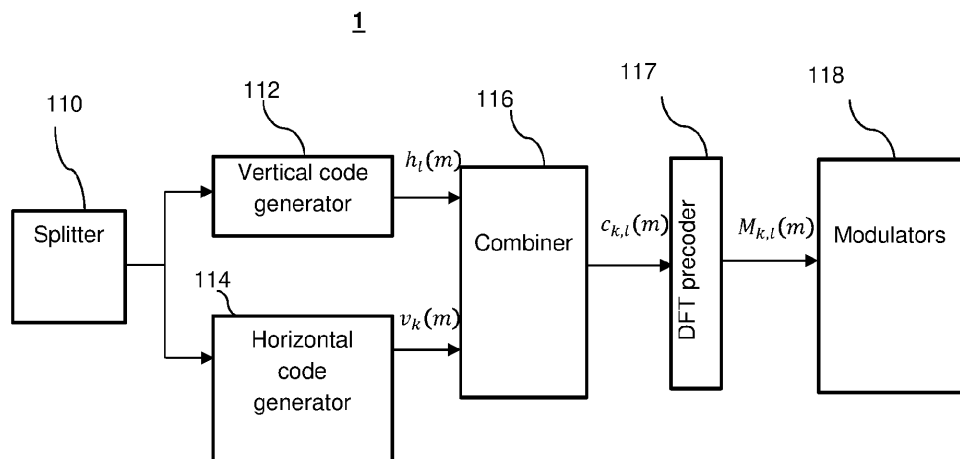 1
110
112
116
117
118
Splitter
Vertical code
generator
h_l(m)
Combiner
c_{k,l}(m)
DFT precoder
M_{k,l}(m)
Modulators
114
Horizontal
code
generator
v_k(m)